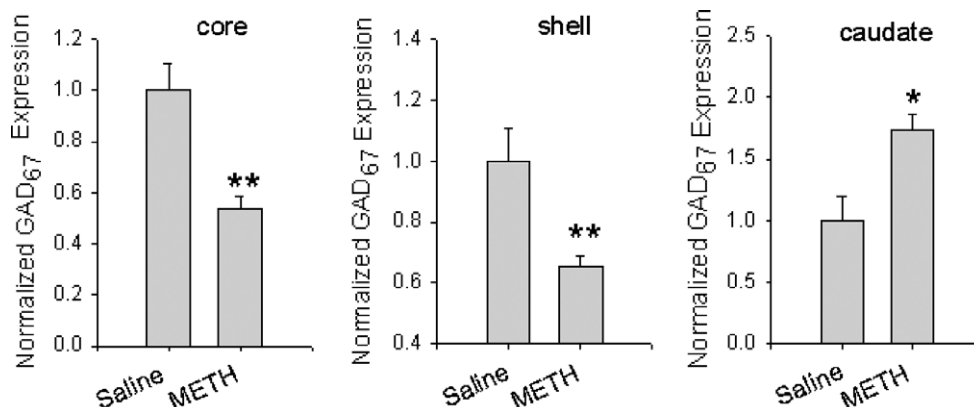 core
Normalized GAD67 Expression
1.2
1.0
0.8
0.6
0.4
0.2
0.0
**
Saline
METH
shell
Normalized GAD67 Expression
1.4
1.2
1.0
0.8
0.6
0.4
**
Saline
METH
caudate
Normalized GAD67 Expression
2.5
2.0
1.5
1.0
0.5
0.0
*
Saline
METH